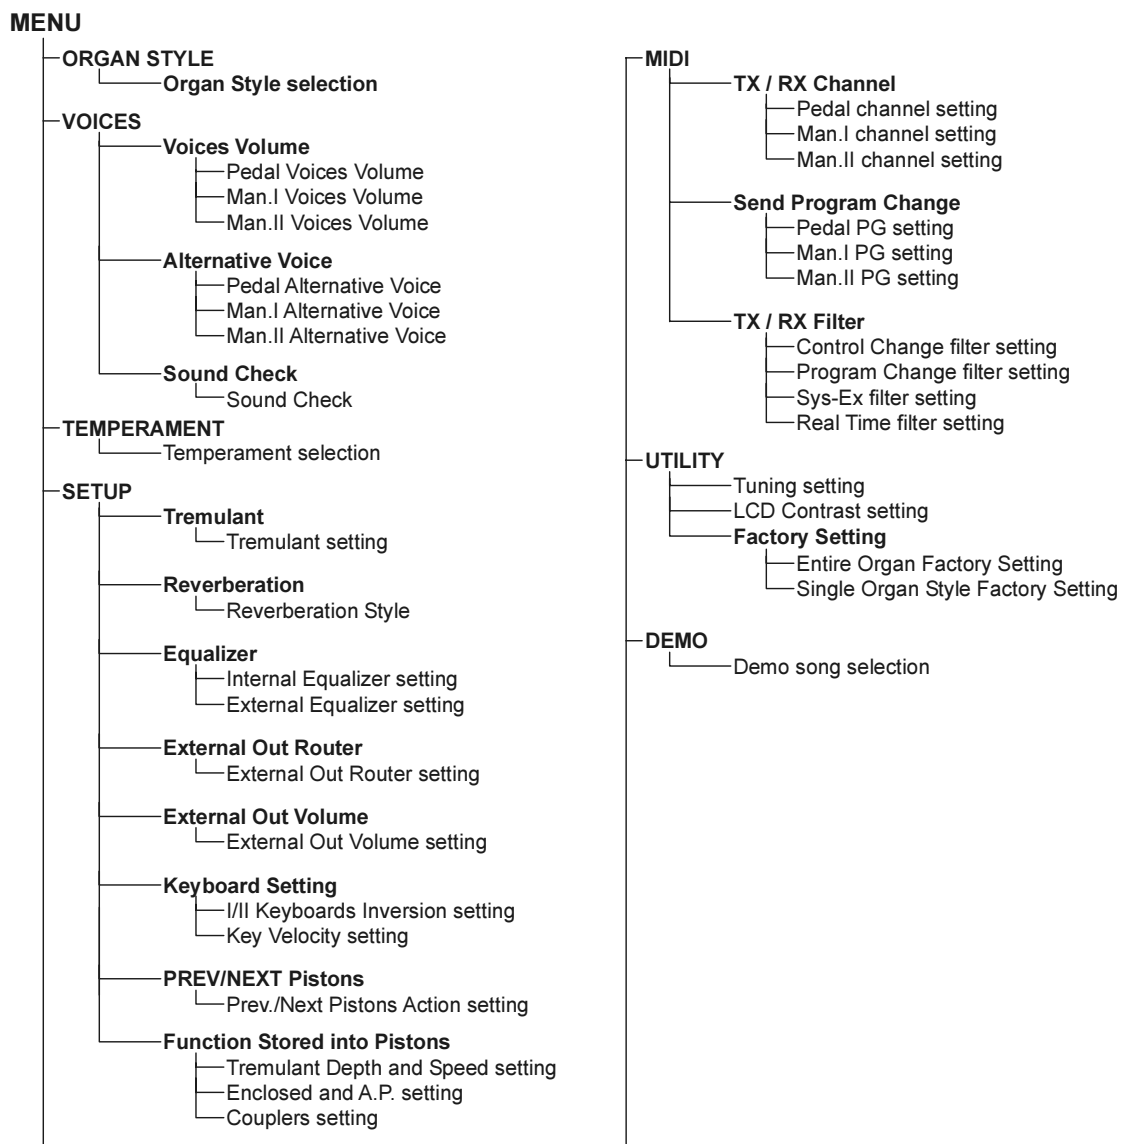 MENU
ORGAN STYLE
Organ Style selection
VOICES
Voices Volume
Pedal Voices Volume
Man.I Voices Volume
Man.II Voices Volume
Alternative Voice
Pedal Alternative Voice
Man.I Alternative Voice
Man.II Alternative Voice
Sound Check
Sound Check
TEMPERAMENT
Temperament selection
SETUP
Tremulant
Tremulant setting
Reverberation
Reverberation Style
Equalizer
Internal Equalizer setting
External Equalizer setting
External Out Router
External Out Router setting
External Out Volume
External Out Volume setting
Keyboard Setting
I/II Keyboards Inversion setting
Key Velocity setting
PREV/NEXT Pistons
Prev./Next Pistons Action setting
Function Stored into Pistons
Tremulant Depth and Speed setting
Enclosed and A.P. setting
Couplers setting
MIDI
TX / RX Channel
Pedal channel setting
Man.I channel setting
Man.II channel setting
Send Program Change
Pedal PG setting
Man.I PG setting
Man.II PG setting
TX / RX Filter
Control Change filter setting
Program Change filter setting
Sys-Ex filter setting
Real Time filter setting
UTILITY
Tuning setting
LCD Contrast setting
Factory Setting
Entire Organ Factory Setting
Single Organ Style Factory Setting
DEMO
Demo song selection